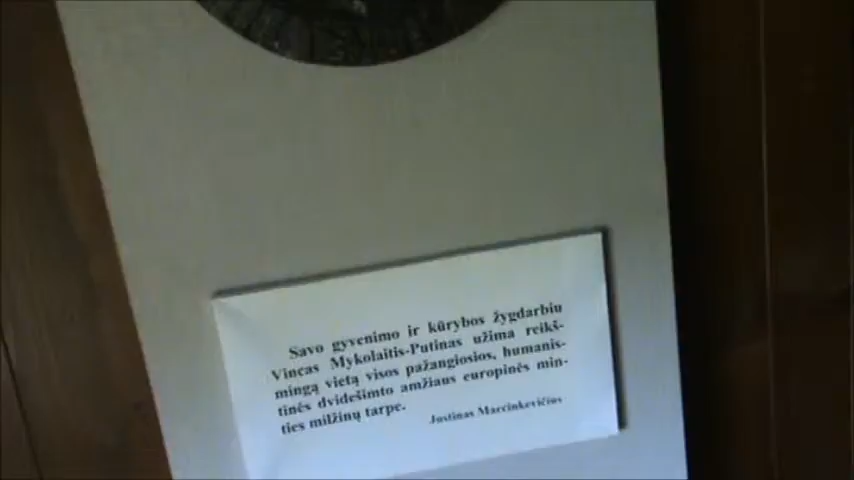 Savo gyvenimo ir kūrybos žygdarbiu
Vincas Mykolaitis-Putinas užima reikš-
mingą vietą visos pažangiosios, humanis-
tinės dvidešimto amžiaus europinės min-
ties milžinų tarpe.
Justinas Marcinkevičius